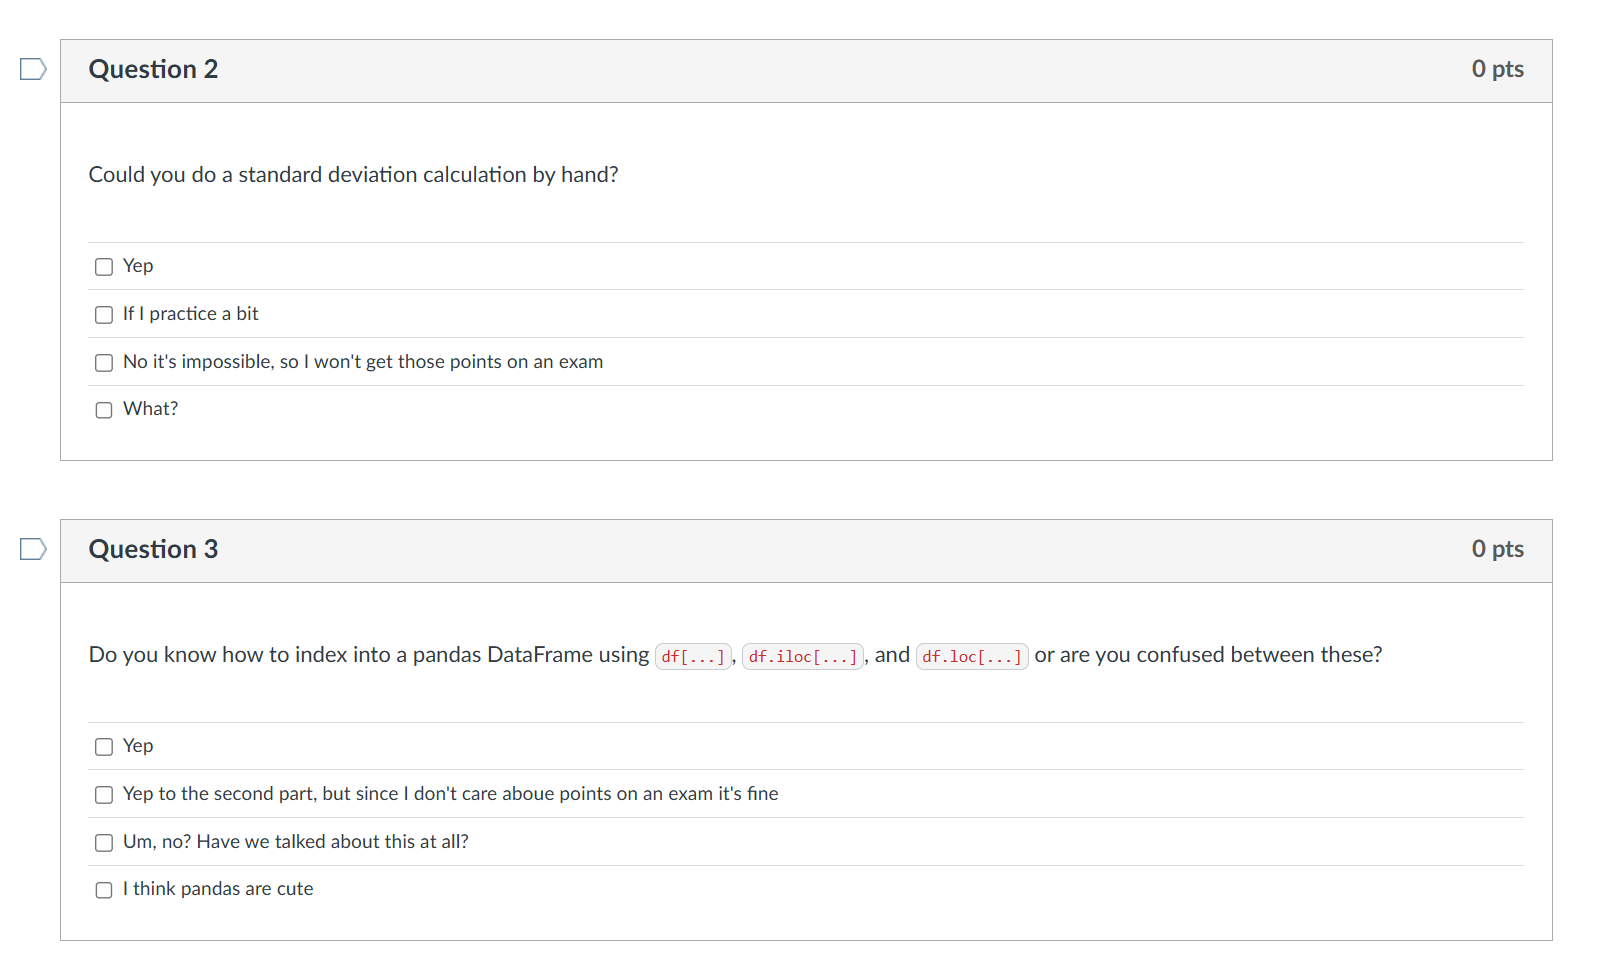 Question 2 0 pts
Could you do a standard deviation calculation by hand?
Yep
If I practice a bit
No it's impossible, so I won't get those points on an exam
What?
Question 3 0 pts
Do you know how to index into a pandas DataFrame using df[...], df.iloc[...], and df.loc[...] or are you confused between these?
Yep
Yep to the second part, but since I don't care aboue points on an exam it's fine
Um, no? Have we talked about this at all?
I think pandas are cute